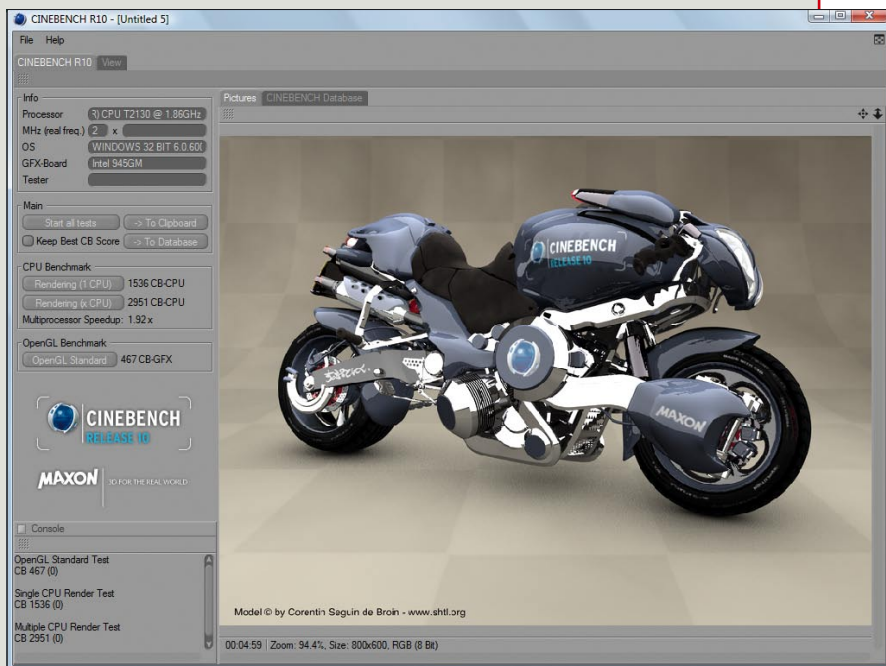 CINEBENCH R10 - [Untitled 5]
File Help
CINEBENCH R10 View
Info
Processor R) CPU T2130 @ 1.86GHz
MHz (real freq.) 2 x
OS WINDOWS 32 BIT 6.0.600
GFX-Board Intel 945GM
Tester
Main
Start all tests -> To Clipboard
Keep Best CB Score -> To Database
CPU Benchmark
Rendering (1 CPU) 1536 CB-CPU
Rendering (x CPU) 2951 CB-CPU
Multiprocessor Speedup: 1.92 x
OpenGL Benchmark
OpenGL Standard 467 CB-GFX
CINEBENCH
RELEASE 10
MAXON 3D FOR THE REAL WORLD
Console
OpenGL Standard Test
CB 467 (0)
Single CPU Render Test
CB 1536 (0)
Multiple CPU Render Test
CB 2951 (0)
Pictures CINEBENCH Database
CINEBENCH
RELEASE 10
MAXON
Model © by Corentin Saguin de Broin - www.shtl.org
00:04:59 Zoom: 94.4%, Size: 800x600, RGB (8 Bit)